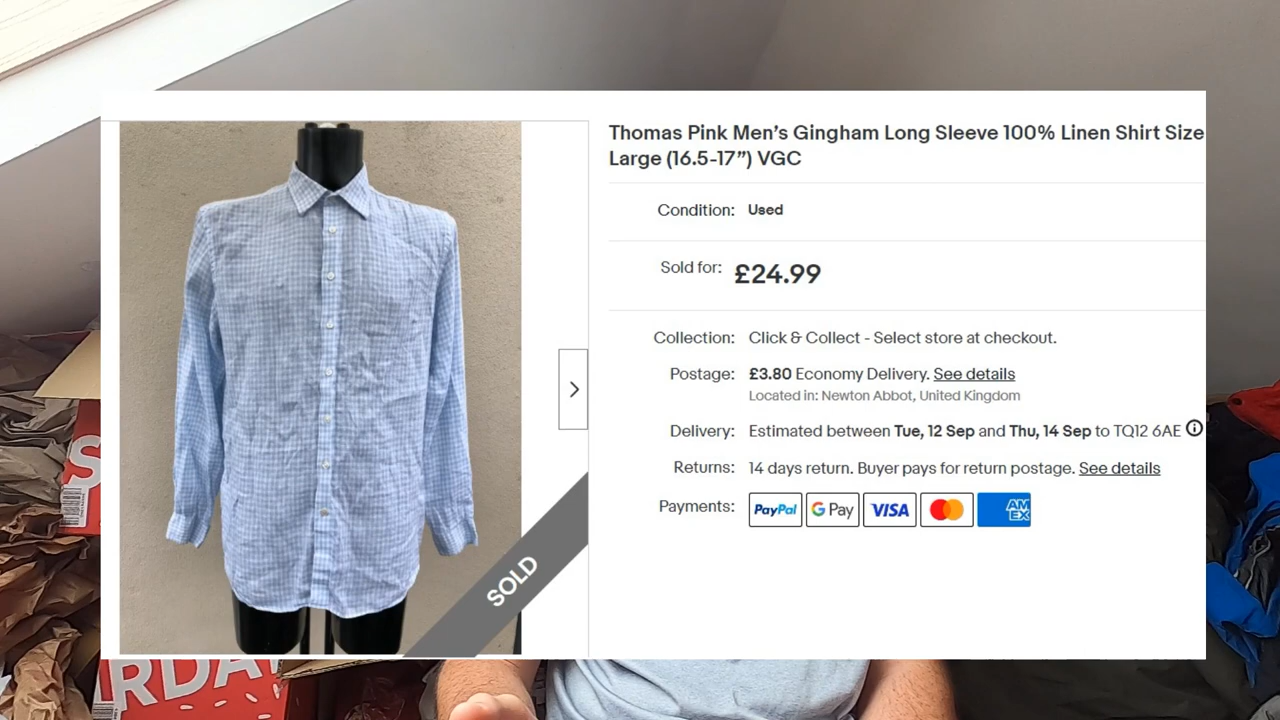 Thomas Pink Men's Gingham Long Sleeve 100% Linen Shirt Size
Large (16.5-17”) VGC
Condition: Used
Sold for: £24.99
Collection: Click & Collect - Select store at checkout.
Postage: £3.80 Economy Delivery. See details
Located in: Newton Abbot, United Kingdom
Delivery: Estimated between Tue, 12 Sep and Thu, 14 Sep to TQ12 6AE
Returns: 14 days return. Buyer pays for return postage. See details
Payments: PayPal G Pay VISA AM
EX
SOLD
S
RDA